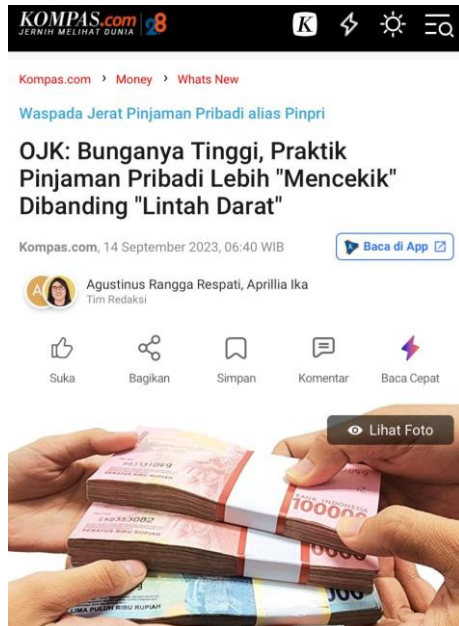 KOMPAS.com 28
JERNIH MELIHAT DUNIA
K
Kompas.com > Money > Whats New
Waspada Jerat Pinjaman Pribadi alias Pinpri
OJK: Bunganya Tinggi, Praktik
Pinjaman Pribadi Lebih "Mencekik"
Dibanding "Lintah Darat"
Kompas.com, 14 September 2023, 06:40 WIB
Baca di App
A
Agustinus Rangga Respati, Aprillia Ika
Tim Redaksi
Suka
Bagikan
Simpan
Komentar
Baca Cepat
Lihat Foto
BANK INDONESIA
100000
SERATUS RIBU RUPIAH
LIMA PULUH RIBU RUPIAH